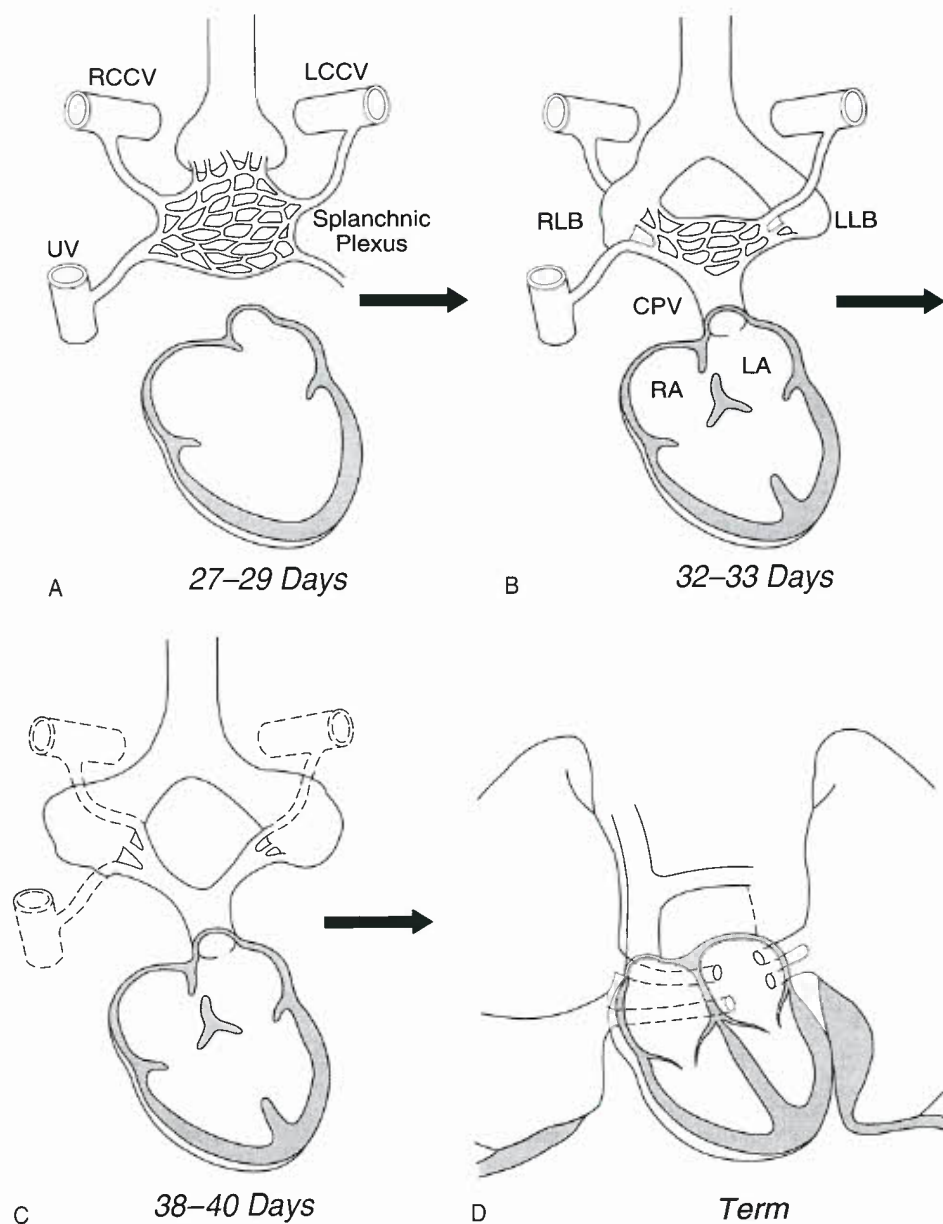 RCCV
LCCV
Splanchnic
Plexus
UV
A
27–29 Days
RLB
LLB
CPV
RA
LA
B
32–33 Days
C
38–40 Days
D
Term